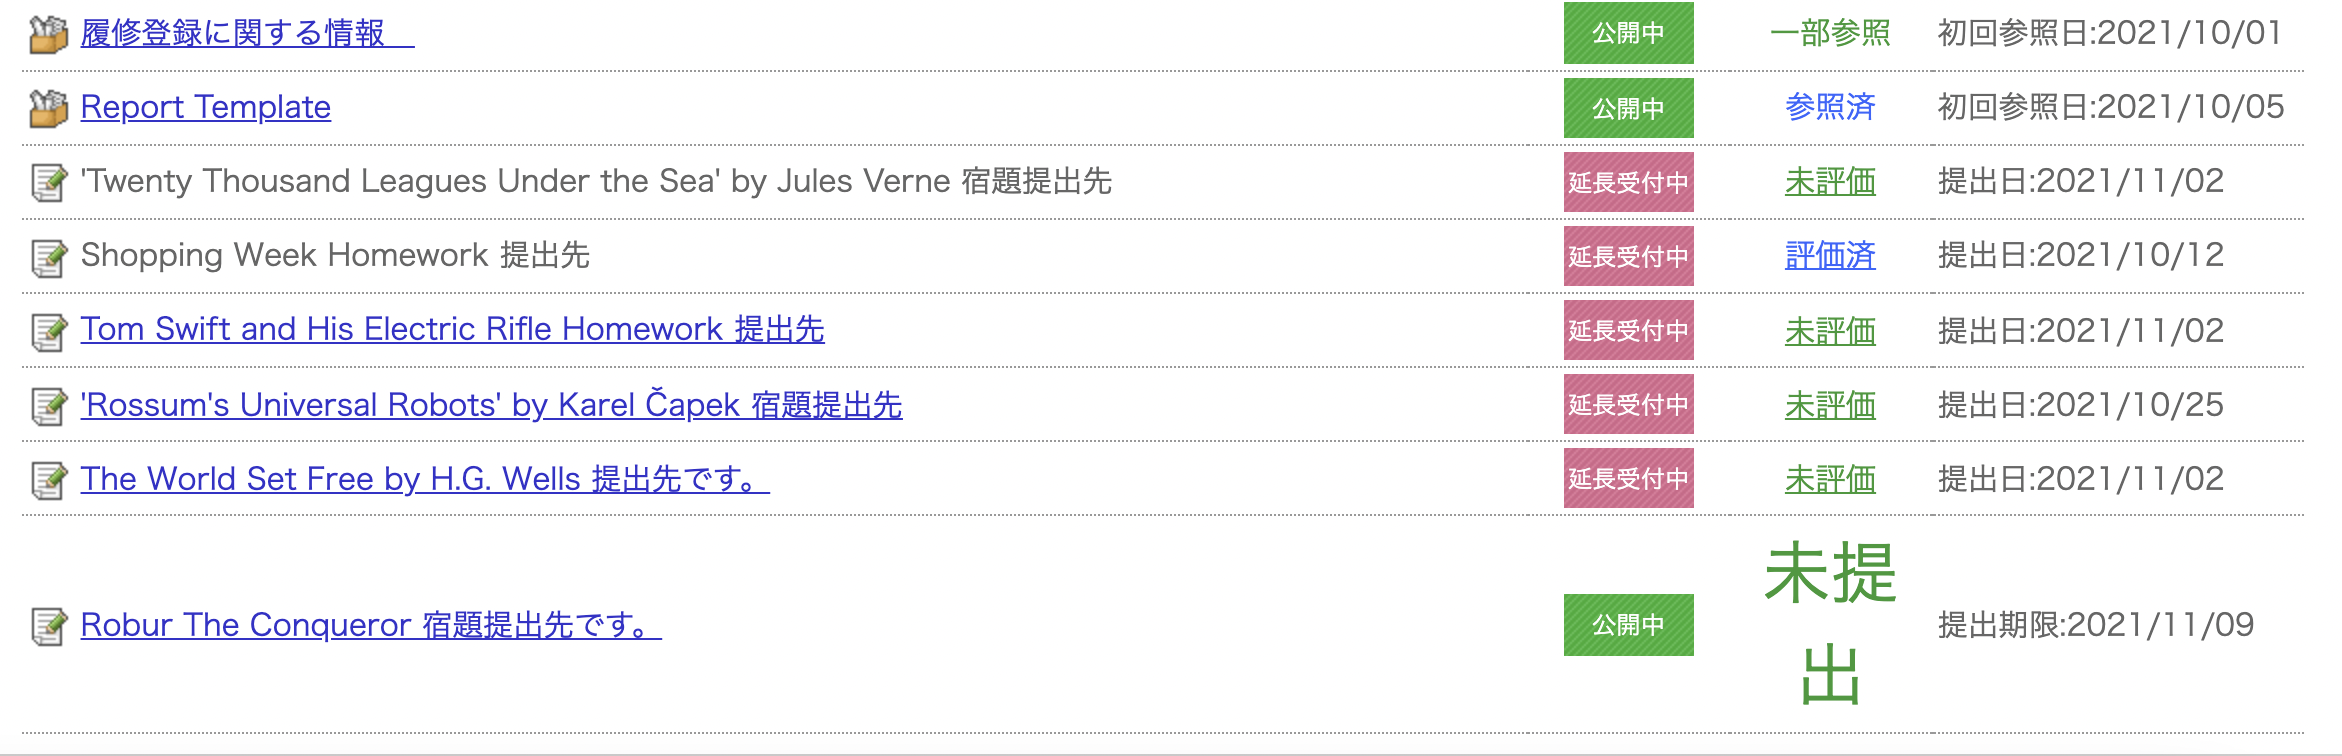 履修登録に関する情報 公開中 一部参照 初回参照日:2021/10/01
Report Template 公開中 参照済 初回参照日:2021/10/05
'Twenty Thousand Leagues Under the Sea' by Jules Verne 宿題提出先 延長受付中 未評価 提出日:2021/11/02
Shopping Week Homework 提出先 延長受付中 評価済 提出日:2021/10/12
Tom Swift and His Electric Rifle Homework 提出先 延長受付中 未評価 提出日:2021/11/02
'Rossum's Universal Robots' by Karel Čapek 宿題提出先 延長受付中 未評価 提出日:2021/10/25
The World Set Free by H.G. Wells 提出先です。 延長受付中 未評価 提出日:2021/11/02
Robur The Conqueror 宿題提出先です。 公開中 未提出 提出期限:2021/11/09